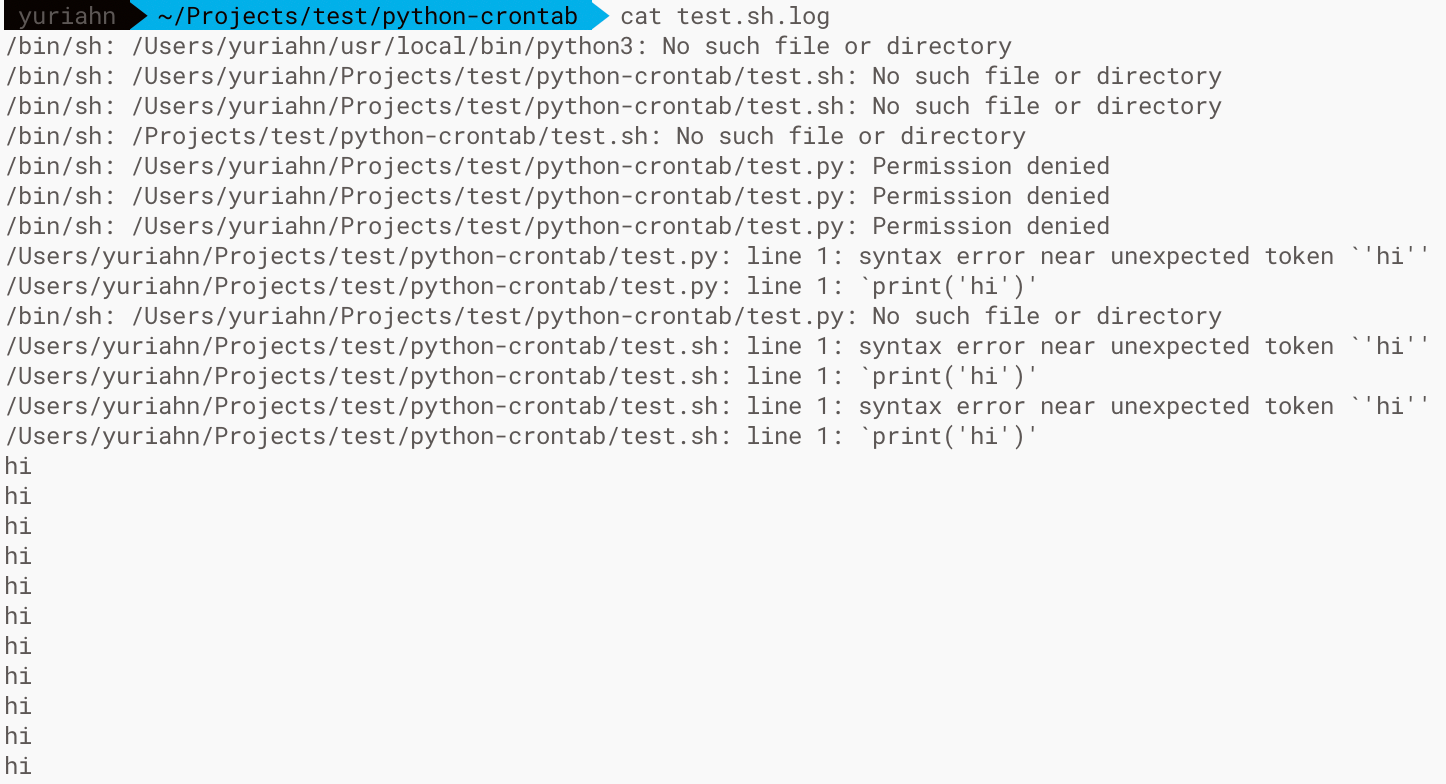 yuriahn ~/Projects/test/python-crontab cat test.sh.log
/bin/sh: /Users/yuriahn/usr/local/bin/python3: No such file or directory
/bin/sh: /Users/yuriahn/Projects/test/python-crontab/test.sh: No such file or directory
/bin/sh: /Users/yuriahn/Projects/test/python-crontab/test.sh: No such file or directory
/bin/sh: /Projects/test/python-crontab/test.sh: No such file or directory
/bin/sh: /Users/yuriahn/Projects/test/python-crontab/test.py: Permission denied
/bin/sh: /Users/yuriahn/Projects/test/python-crontab/test.py: Permission denied
/bin/sh: /Users/yuriahn/Projects/test/python-crontab/test.py: Permission denied
/Users/yuriahn/Projects/test/python-crontab/test.py: line 1: syntax error near unexpected token `'hi''
/Users/yuriahn/Projects/test/python-crontab/test.py: line 1: `print('hi')'
/bin/sh: /Users/yuriahn/Projects/test/python-crontab/test.py: No such file or directory
/Users/yuriahn/Projects/test/python-crontab/test.sh: line 1: syntax error near unexpected token `'hi''
/Users/yuriahn/Projects/test/python-crontab/test.sh: line 1: `print('hi')'
/Users/yuriahn/Projects/test/python-crontab/test.sh: line 1: syntax error near unexpected token `'hi''
/Users/yuriahn/Projects/test/python-crontab/test.sh: line 1: `print('hi')'
hi
hi
hi
hi
hi
hi
hi
hi
hi
hi
hi